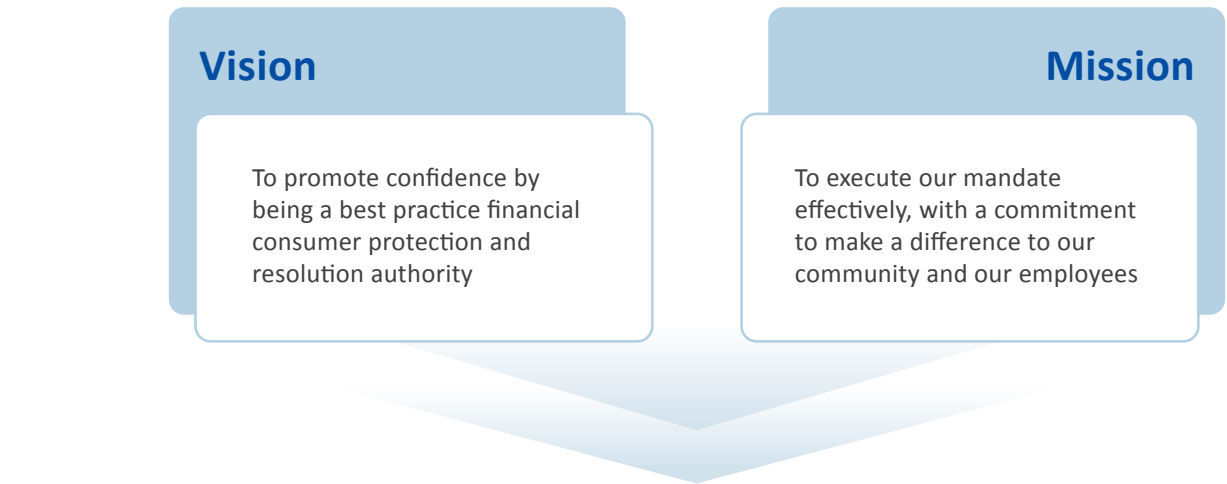 Vision
To promote confidence by
being a best practice financial
consumer protection and
resolution authority
Mission
To execute our mandate
effectively, with a commitment
to make a difference to our
community and our employees